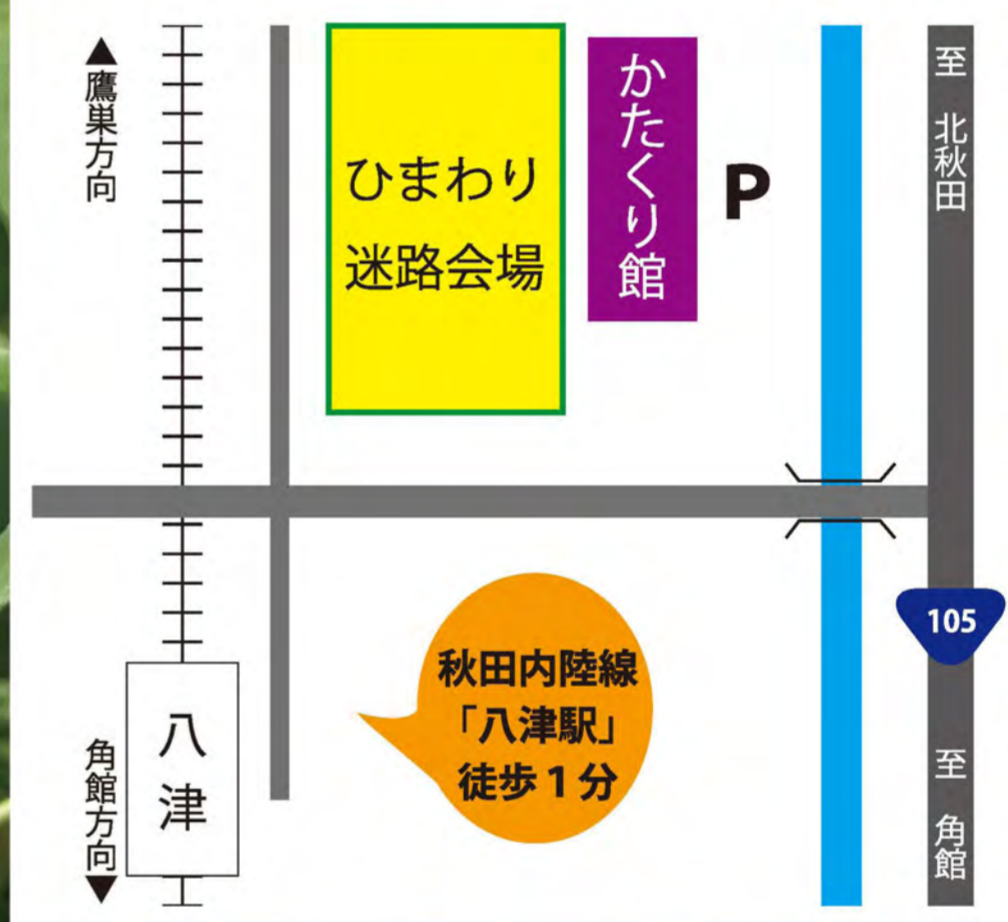 ▲鷹巣方向
ひまわり
迷路会場
かたくり館
P
至 北秋田
105
秋田内陸線
「八津駅」
徒歩1分
八津
角館方向▼
至 角館